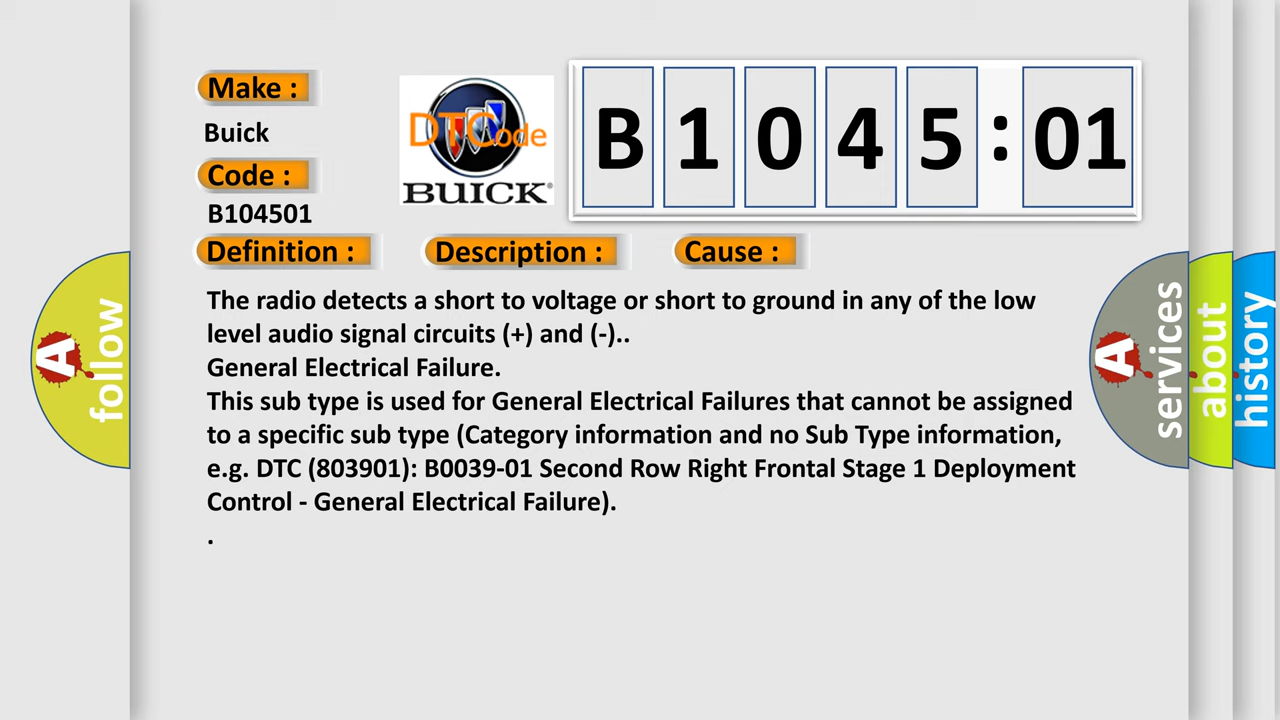 Make :
Buick
Code :
B104501
DTCode
BUICK®
B 1 0 4 5 : 01
Definition :
Description :
Cause :
The radio detects a short to voltage or short to ground in any of the low
level audio signal circuits (+) and (-)..
General Electrical Failure.
This sub type is used for General Electrical Failures that cannot be assigned
to a specific sub type (Category information and no Sub Type information,
e.g. DTC (803901): B0039-01 Second Row Right Frontal Stage 1 Deployment
Control - General Electrical Failure).
.
A follow
A services
about
history